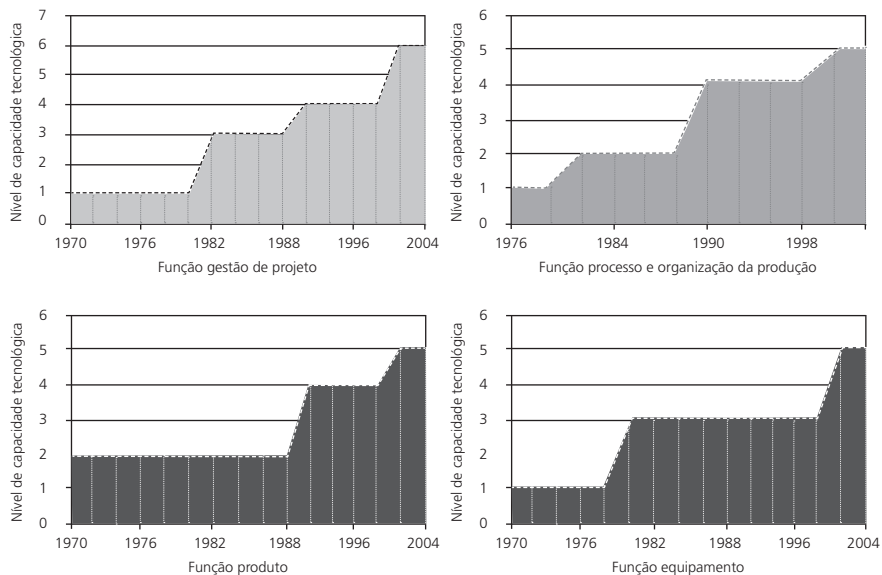 Nível de capacidade tecnológica
7
6
5
4
3
2
1
0
1970 1976 1982 1988 1996 2004
Função gestão de projeto
Nível de capacidade tecnológica
6
5
4
3
2
1
0
1976 1984 1990 1998
Função processo e organização da produção
Nível de capacidade tecnológica
6
5
4
3
2
1
0
1970 1976 1982 1988 1996 2004
Função produto
Nível de capacidade tecnológica
6
5
4
3
2
1
0
1970 1976 1982 1988 1996 2004
Função equipamento